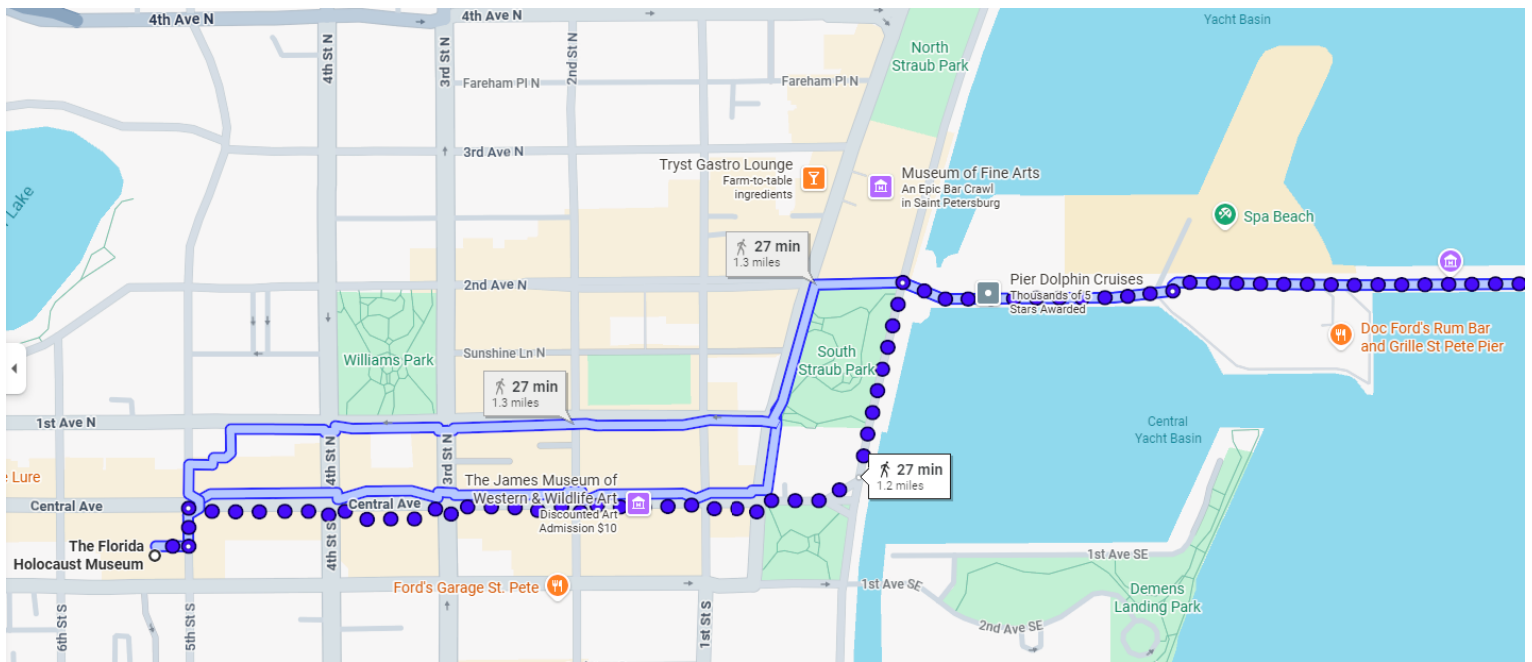 4th Ave N
4th Ave N
Yacht Basin
4th St N
3rd St N
2nd St N
North
Straub Park
Fareham Pl N
Fareham Pl N
3rd Ave N
Tryst Gastro Lounge
Farm-to-table
ingredients
Museum of Fine Arts
An Epic Bar Crawl
in Saint Petersburg
Lake
Spa Beach
27 min
1.3 miles
2nd Ave N
Pier Dolphin Cruises
Thousands of 5
Stars Awarded
Doc Ford's Rum Bar
and Grille St Pete Pier
Williams Park
Sunshine Ln N
South
Straub Park
27 min
1.3 miles
1st Ave N
Central
Yacht Basin
4th St N
3rd St N
Lure
27 min
1.2 miles
The James Museum of
Western & Wildlife Art
Discounted Art
Admission $10
Central Ave
Central Ave
The Florida
Holocaust Museum
4th St S
1st Ave SE
Ford's Garage St. Pete
1st Ave SE
Demens
Landing Park
2nd Ave SE
6th St S
5th St S
1st St S